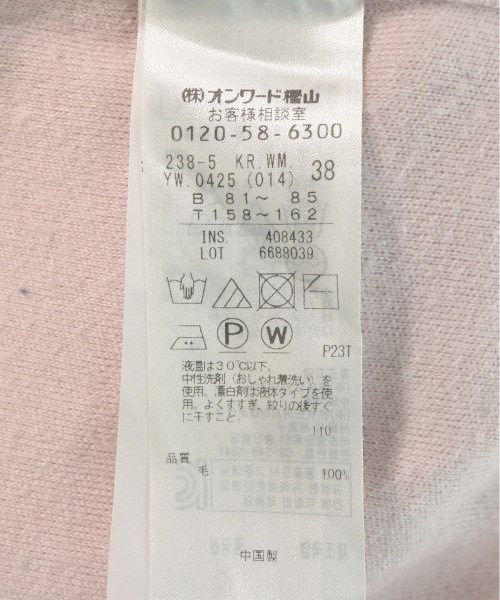 (株)オンワード樫山
お客様相談室
0120-58-6300
238-5 KR.WM. 38
YW.0425 (014)
B 81～ 85
T158～162
INS. 408433
LOT 6688039
P W
P23T
液温は30℃以下.
中性洗剤(おしゃれ着洗い)を
使用。漂白剤は液体タイプを使
用。よくすすぎ、絞りの後すぐ
に干すこと.
110
品質
毛 100%
中国製